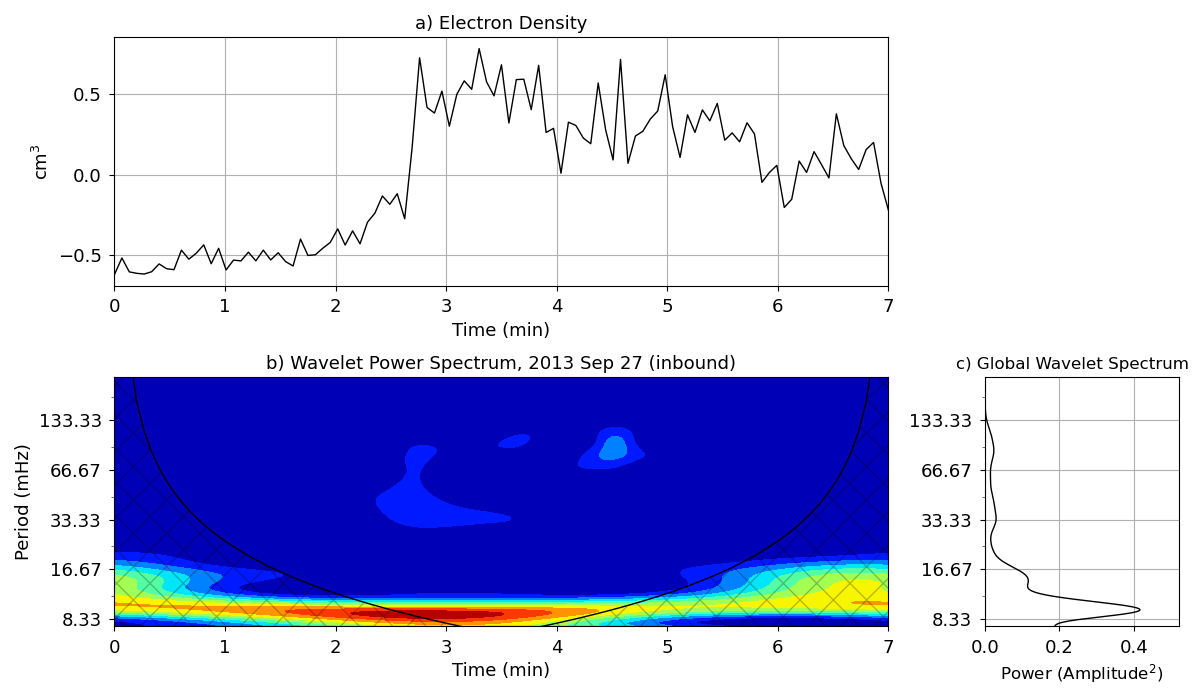 a) Electron Density
0.5
0.0
−0.5
cm³
0 1 2 3 4 5 6 7
Time (min)
b) Wavelet Power Spectrum, 2013 Sep 27 (inbound)
133.33
66.67
33.33
16.67
8.33
Period (mHz)
0 1 2 3 4 5 6 7
Time (min)
c) Global Wavelet Spectrum
133.33
66.67
33.33
16.67
8.33
0.0 0.2 0.4
Power (Amplitude²)